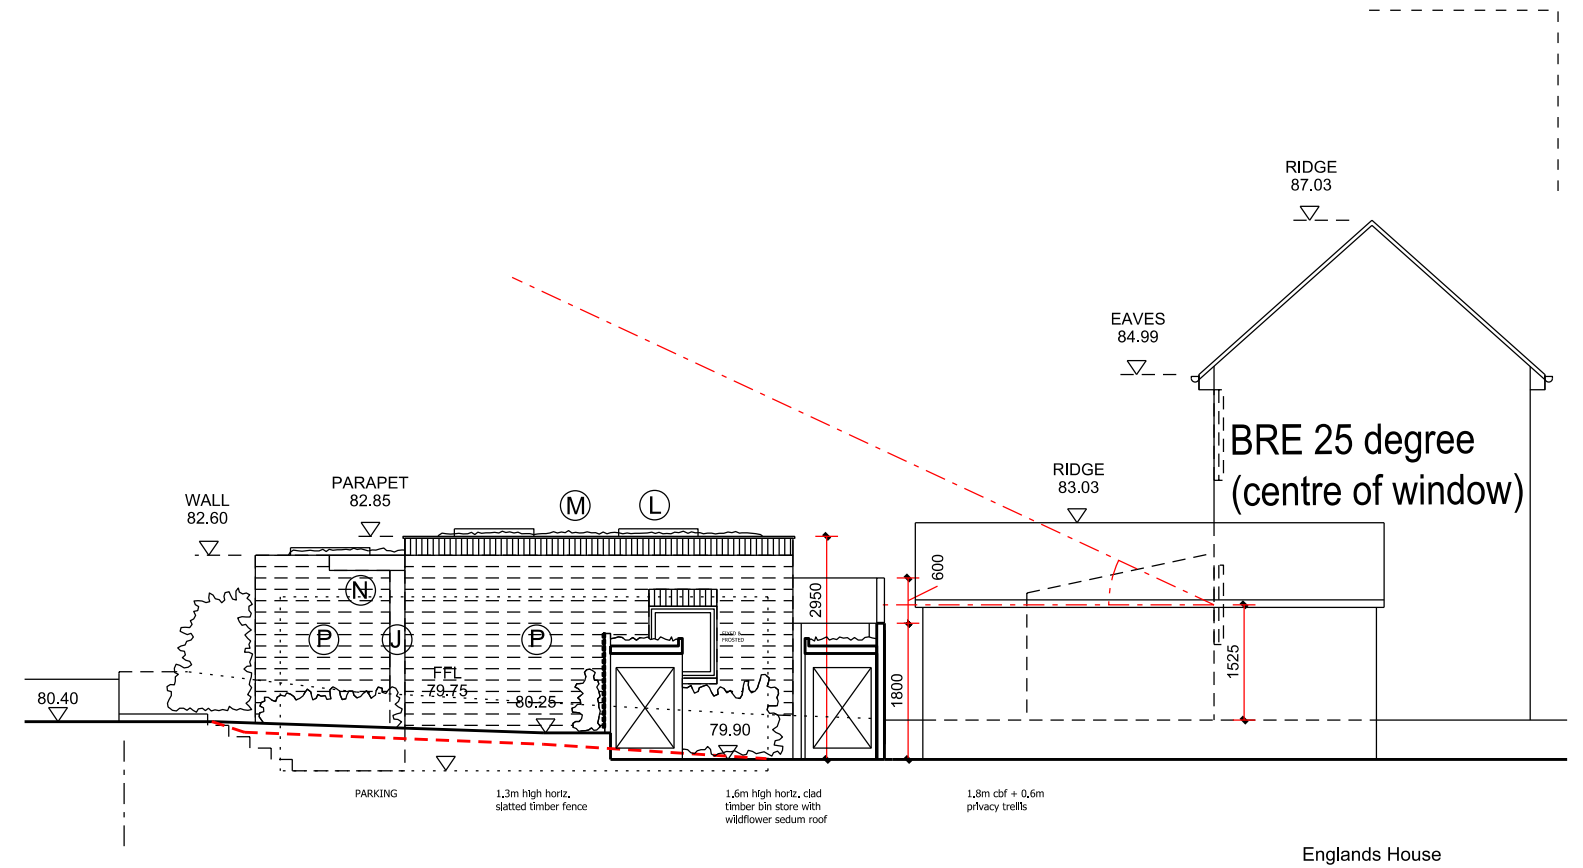 RIDGE
87.03
EAVES
84.99
BRE 25 degree
(centre of window)
RIDGE
83.03
PARAPET
82.85
WALL
82.60
M
L
N
P
J
P
2950
600
1800
1525
FIXED &
FROSTED
FFL
79.75
80.40
80.25
79.90
PARKING
1.3m high horiz.
slatted timber fence
1.6m high horiz. clad
timber bin store with
wildflower sedum roof
1.8m cbf + 0.6m
privacy trellis
Englands House